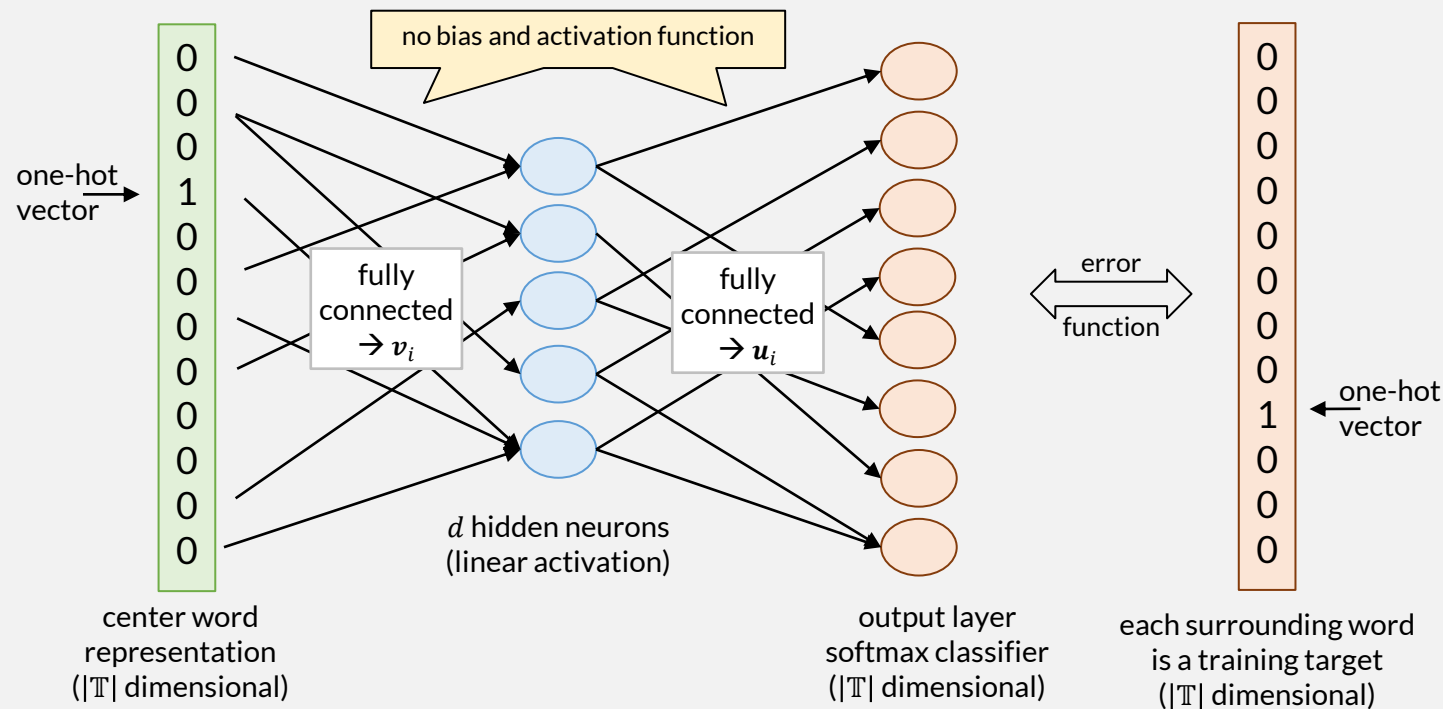 no bias and activation function
one-hot
vector
0
0
0
1
0
0
0
0
0
0
0
0
fully
connected
→ 𝒗ᵢ
fully
connected
→ 𝒖ᵢ
d hidden neurons
(linear activation)
error
function
0
0
0
0
0
0
0
0
1
0
0
0
one-hot
vector
center word
representation
(|𝕋| dimensional)
output layer
softmax classifier
(|𝕋| dimensional)
each surrounding word
is a training target
(|𝕋| dimensional)